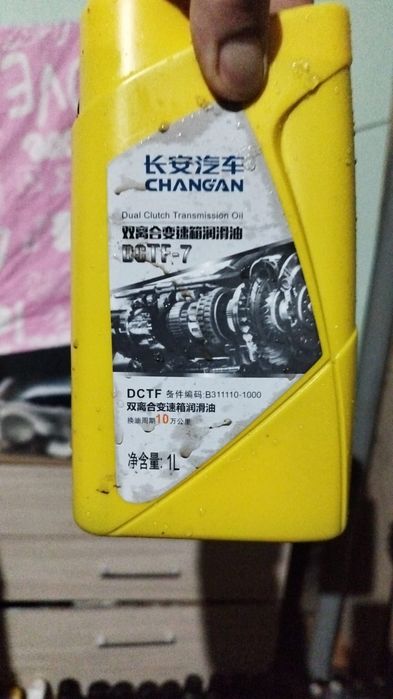 长安汽车
CHANGAN
Dual Clutch Transmission Oil
双离合变速箱润滑油
DCTF-7
DCTF 备件编码:B311110-1000
双离合变速箱润滑油
换油周期10万公里
净含量: 1L